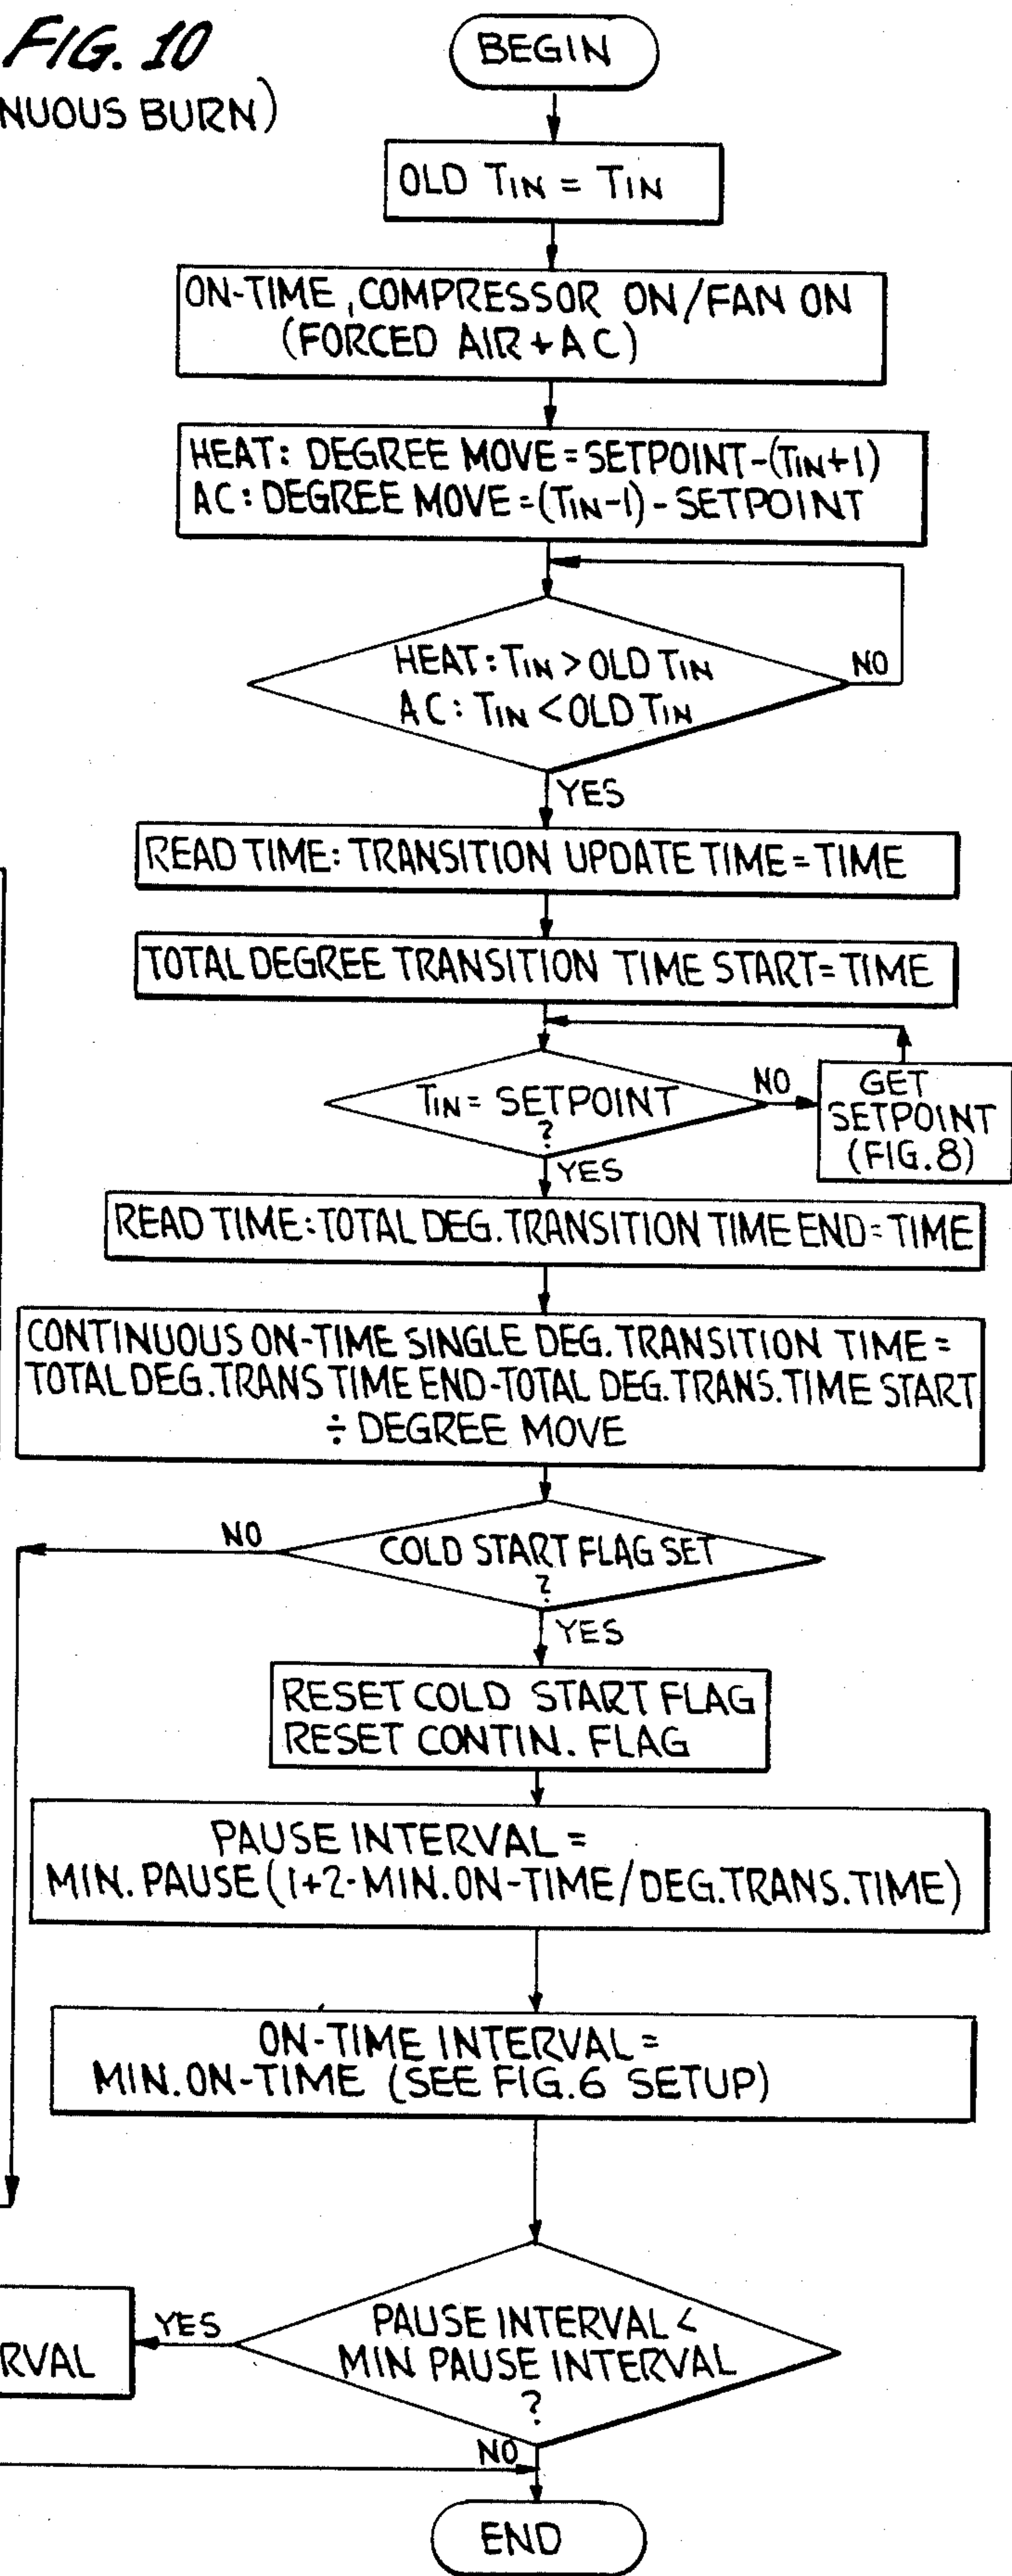 FIG. 10
NUOUS BURN)
BEGIN
OLD TIN = TIN
ON-TIME, COMPRESSOR ON/FAN ON
(FORCED AIR + AC)
HEAT: DEGREE MOVE = SETPOINT-(TIN+1)
AC: DEGREE MOVE = (TIN-1) - SETPOINT
HEAT: TIN > OLD TIN
NO
AC: TIN < OLD TIN
YES
READ TIME: TRANSITION UPDATE TIME = TIME
TOTAL DEGREE TRANSITION TIME START = TIME
TIN = SETPOINT
?
NO
GET
SETPOINT
(FIG. 8)
YES
READ TIME: TOTAL DEG. TRANSITION TIME END = TIME
CONTINUOUS ON-TIME SINGLE DEG. TRANSITION TIME =
TOTAL DEG. TRANS TIME END-TOTAL DEG. TRANS. TIME START
÷ DEGREE MOVE
NO
COLD START FLAG SET
?
YES
RESET COLD START FLAG
RESET CONTIN. FLAG
PAUSE INTERVAL =
MIN. PAUSE (1+2·MIN. ON-TIME/DEG. TRANS. TIME)
ON-TIME INTERVAL =
MIN. ON-TIME (SEE FIG. 6 SETUP)
YES
PAUSE INTERVAL <
MIN PAUSE INTERVAL
?
RVAL
NO
END